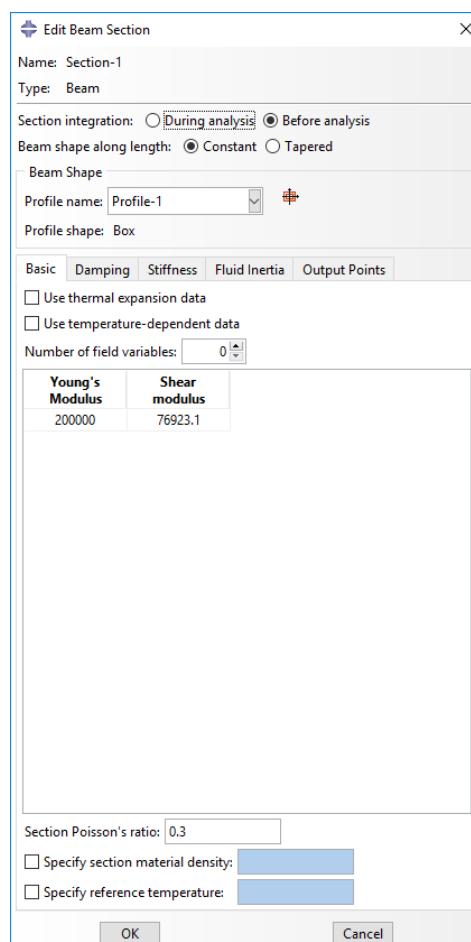 Edit Beam Section
Name: Section-1
Type: Beam
Section integration: During analysis Before analysis
Beam shape along length: Constant Tapered
Beam Shape
Profile name: Profile-1
Profile shape: Box
Basic Damping Stiffness Fluid Inertia Output Points
Use thermal expansion data
Use temperature-dependent data
Number of field variables: 0
Young's Shear
Modulus modulus
200000 76923.1
Section Poisson's ratio: 0.3
Specify section material density:
Specify reference temperature:
OK Cancel